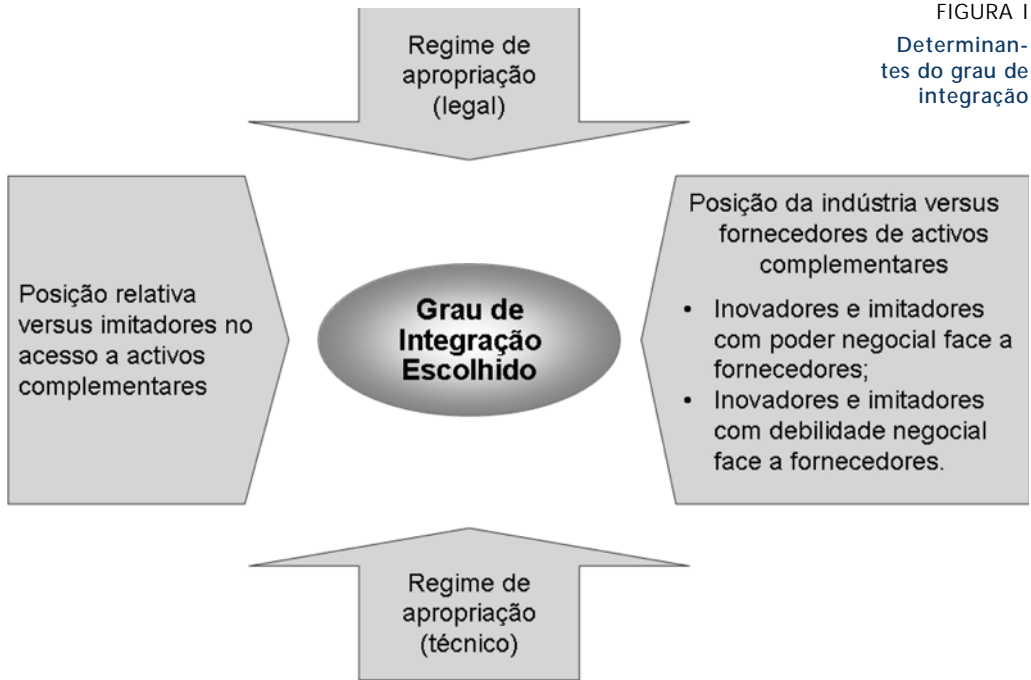 FIGURA I
Determinan-
tes do grau de
integração
Regime de
apropriação
(legal)
Posição relativa
versus imitadores no
acesso a activos
complementares
Grau de
Integração
Escolhido
Posição da indústria versus
fornecedores de activos
complementares
• Inovadores e imitadores
com poder negocial face a
fornecedores;
• Inovadores e imitadores
com debilidade negocial
face a fornecedores.
Regime de
apropriação
(técnico)